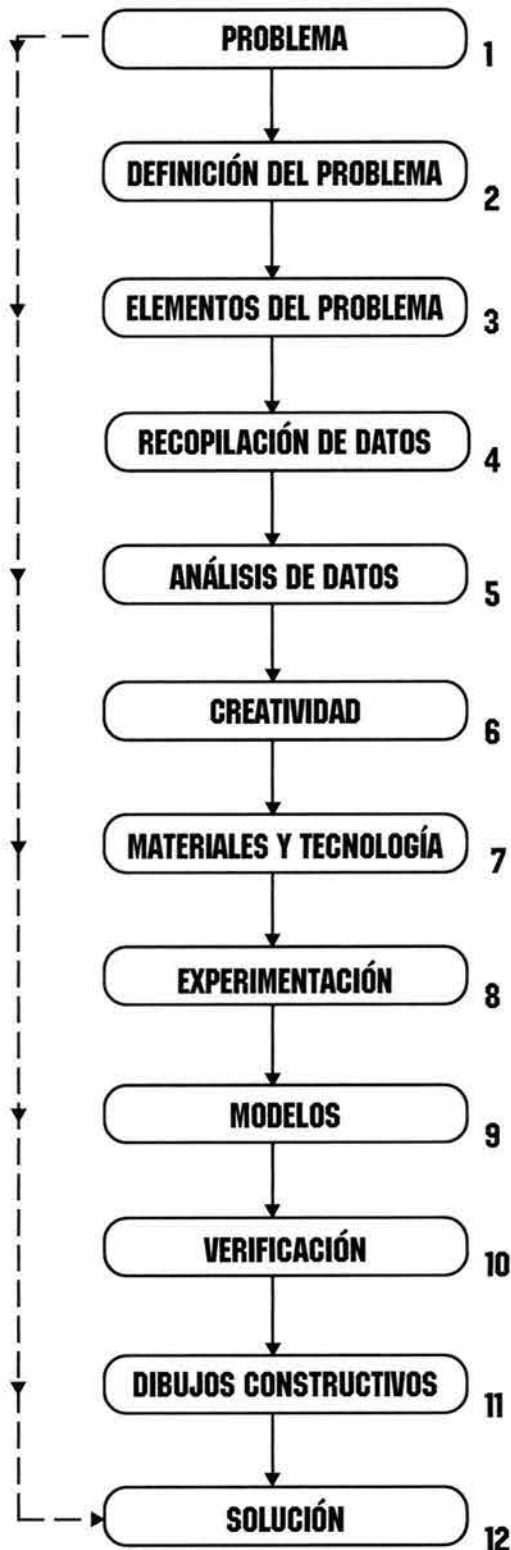 PROBLEMA 1
DEFINICIÓN DEL PROBLEMA 2
ELEMENTOS DEL PROBLEMA 3
RECOPILACIÓN DE DATOS 4
ANÁLISIS DE DATOS 5
CREATIVIDAD 6
MATERIALES Y TECNOLOGÍA 7
EXPERIMENTACIÓN 8
MODELOS 9
VERIFICACIÓN 10
DIBUJOS CONSTRUCTIVOS 11
SOLUCIÓN 12